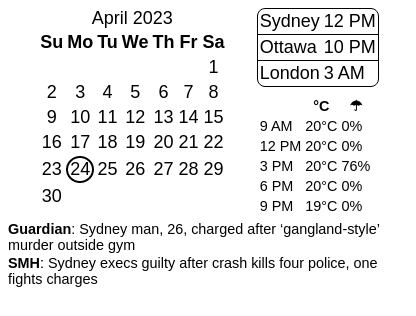 April 2023
Su Mo Tu We Th Fr Sa
1
2 3 4 5 6 7 8
9 10 11 12 13 14 15
16 17 18 19 20 21 22
23 24 25 26 27 28 29
30
Sydney 12 PM
Ottawa 10 PM
London 3 AM
°C ☂
9 AM 20°C 0%
12 PM 20°C 0%
3 PM 20°C 76%
6 PM 20°C 0%
9 PM 19°C 0%
Guardian: Sydney man, 26, charged after ‘gangland-style’
murder outside gym
SMH: Sydney execs guilty after crash kills four police, one
fights charges